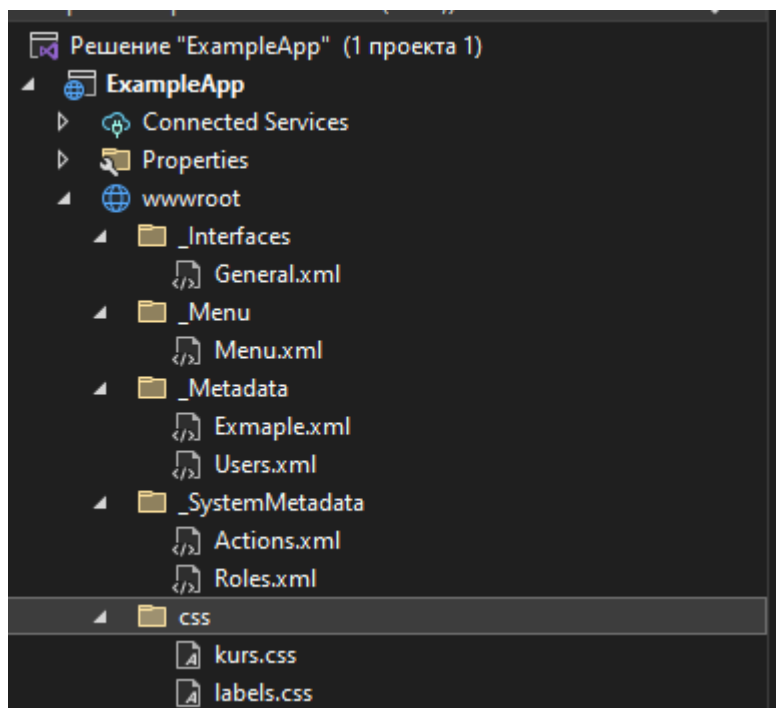 Решение "ExampleApp" (1 проекта 1)
ExampleApp
Connected Services
Properties
wwwroot
_Interfaces
General.xml
_Menu
Menu.xml
_Metadata
Exmaple.xml
Users.xml
_SystemMetadata
Actions.xml
Roles.xml
css
kurs.css
labels.css